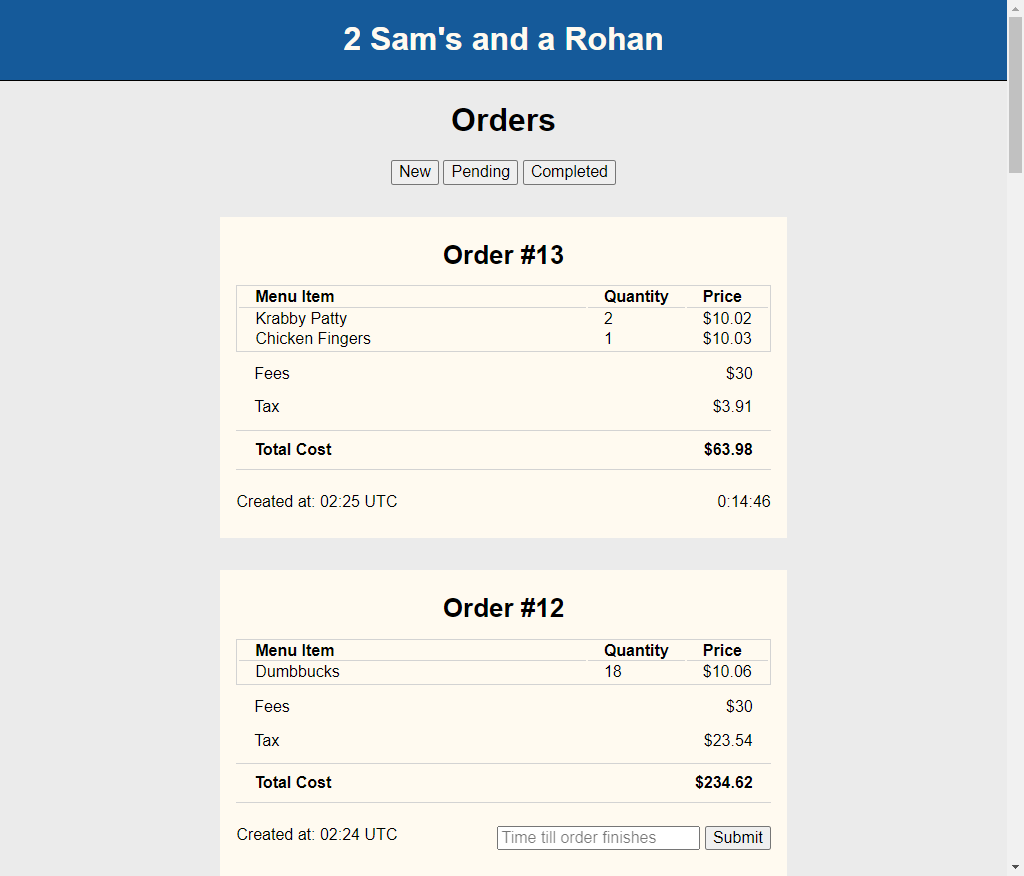 2 Sam's and a Rohan
Orders
New Pending Completed
Order #13
Menu Item Quantity Price
Krabby Patty 2 $10.02
Chicken Fingers 1 $10.03
Fees $30
Tax $3.91
Total Cost $63.98
Created at: 02:25 UTC 0:14:46
Order #12
Menu Item Quantity Price
Dumbbucks 18 $10.06
Fees $30
Tax $23.54
Total Cost $234.62
Created at: 02:24 UTC Time till order finishes Submit